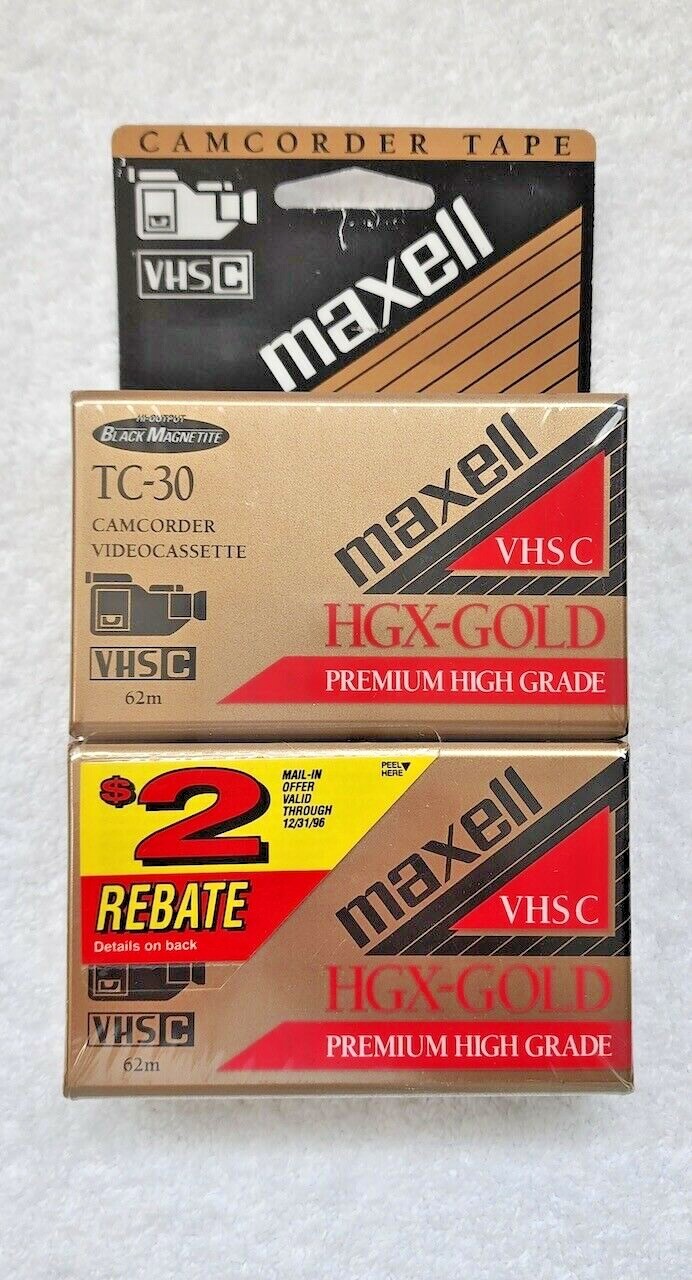 CAMCORDER TAPE
VHS C
maxell
HI-OUTPUT
BLACK MAGNETITE
TC-30
CAMCORDER
VIDEOCASSETTE
VHS C
62m
maxell
VHS C
HGX-GOLD
PREMIUM HIGH GRADE
$2
MAIL-IN
OFFER
VALID
THROUGH
12/31/96
PEEL
HERE
REBATE
Details on back
VHS C
62m
maxell
VHS C
HGX-GOLD
PREMIUM HIGH GRADE